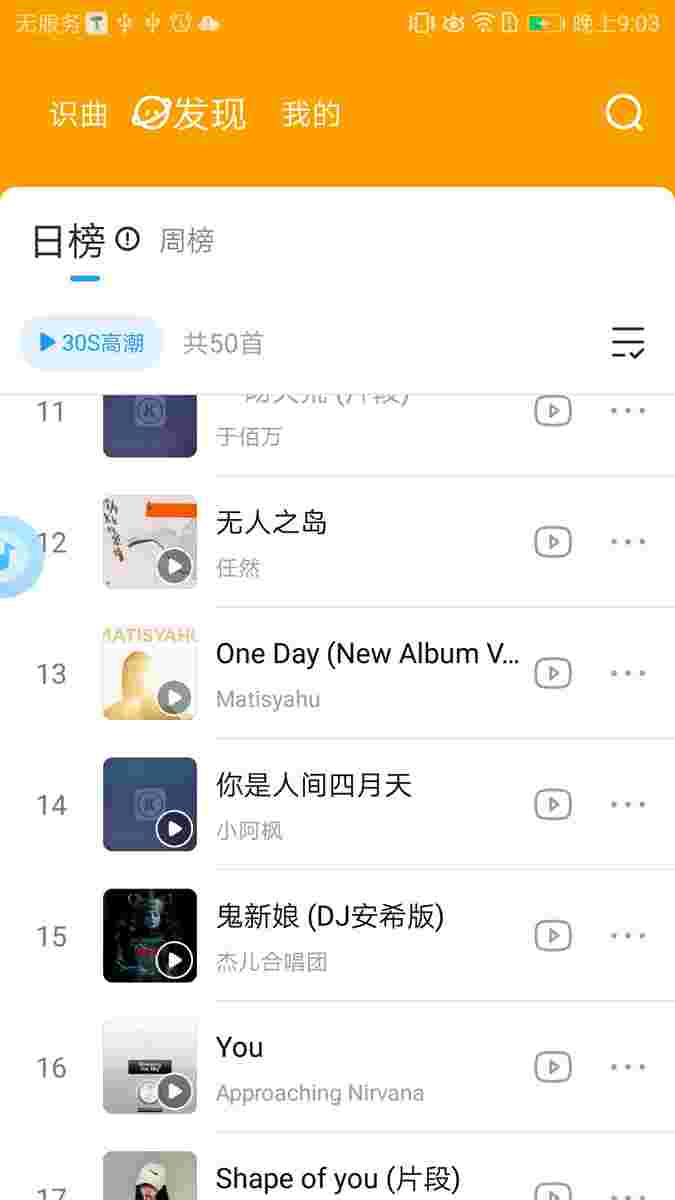 无服务 晚上9:03
识曲 发现 我的
日榜 周榜
30S高潮 共50首
11
于佰万
12 无人之岛
任然
MATISYAHU
13 One Day (New Album V...
Matisyahu
14 你是人间四月天
小阿枫
15 鬼新娘 (DJ安希版)
杰儿合唱团
16 You
Approaching Nirvana
17 Shape of you (片段)